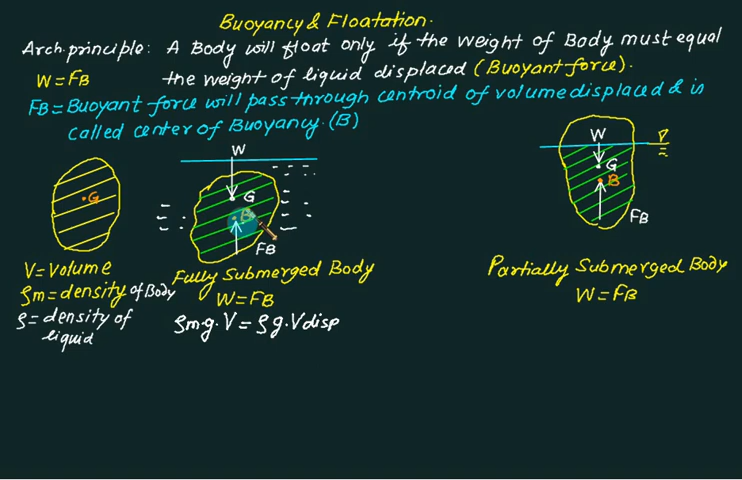 Buoyancy & Floatation.
Arch.principle: A Body will float only if the weight of Body must equal
W=FB the weight of liquid displaced (Buoyant force).
FB = Buoyant force will pass through centroid of volume displaced & is
called center of Buoyancy. (B)
W
W
G
G
G
B
B
FB
FB
V=Volume
ρm=density of Body
ρ=density of
liquid
Fully Submerged Body
W=FB
ρmg.V=ρg.Vdisp
Partially Submerged Body
W=FB